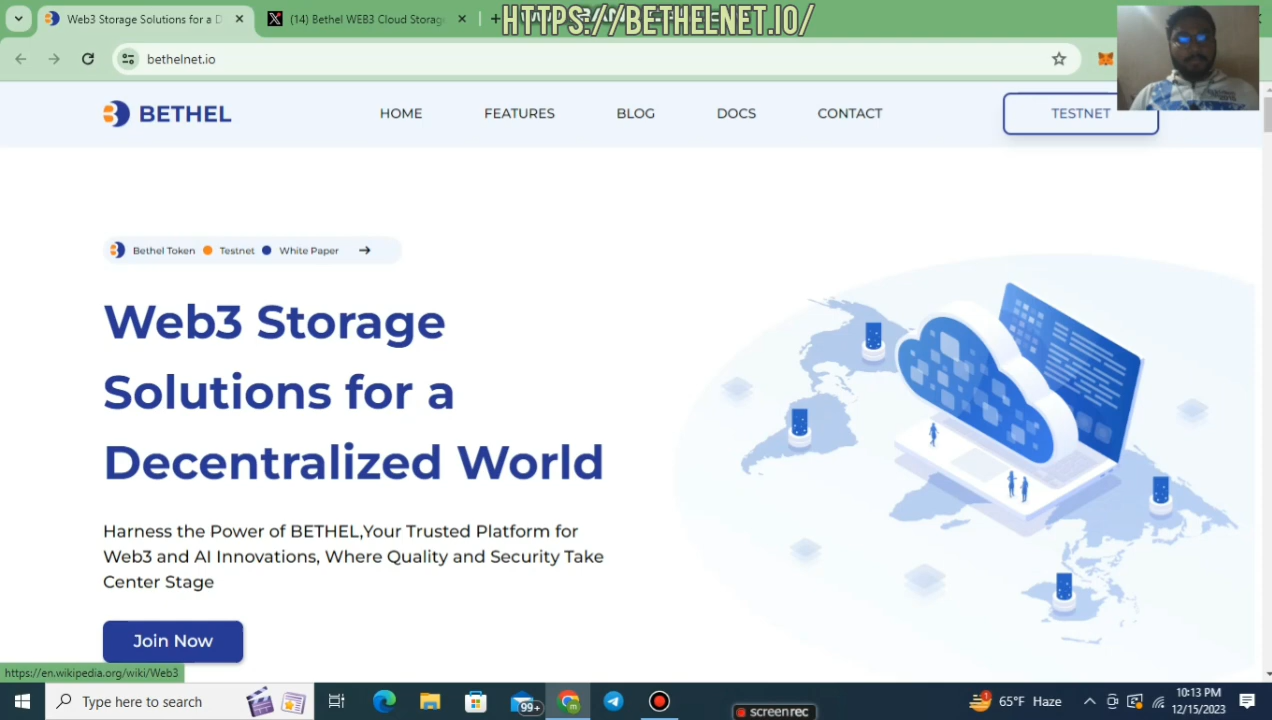 Web3 Storage Solutions for a D
(14) Bethel WEB3 Cloud Storag
HTTPS://BETHELNET.IO/
bethelnet.io
BETHEL
HOME
FEATURES
BLOG
DOCS
CONTACT
TESTNET
Bethel Token
Testnet
White Paper
Web3 Storage
Solutions for a
Decentralized World
Harness the Power of BETHEL,Your Trusted Platform for
Web3 and AI Innovations, Where Quality and Security Take
Center Stage
Join Now
https://en.wikipedia.org/wiki/Web3
Type here to search
99+
1
65°F Haze
10:13 PM
12/15/2023
screenrec